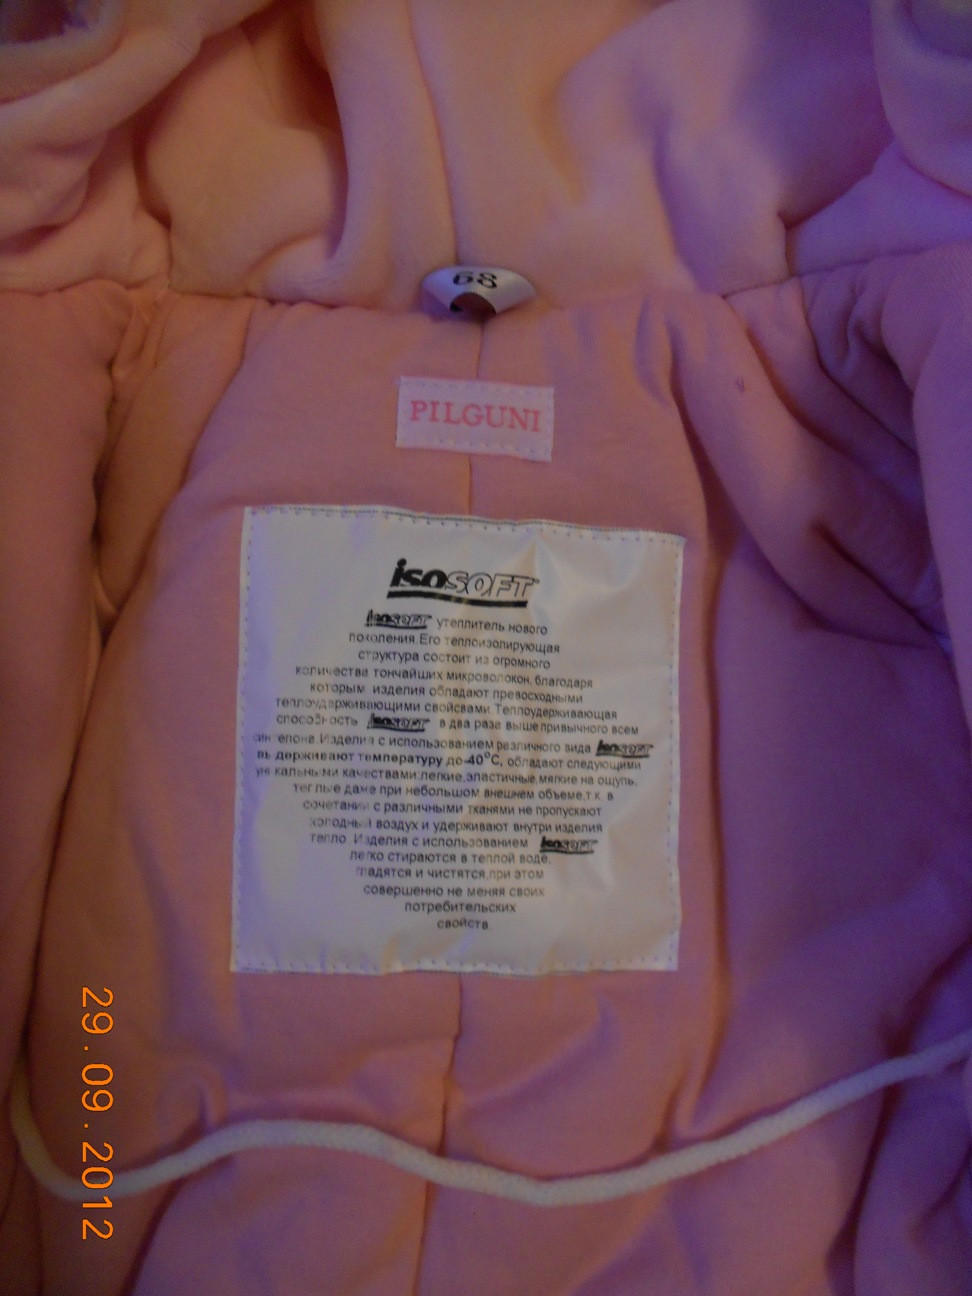 68
PILGUNI
isoSOFT
isoSOFT утеплитель нового
поколения.Его теплоизолирующая
структура состоит из огромного
количества тончайших микроволокон, благодаря
которым изделия обладают превосходными
теплоудерживающими свойсвами.Теплоудерживающая
способность isoSOFT в два раза выше привычного всем
синтепона.Изделия с использованием различного вида isoSOFT
выдерживают температуру до-40°С, обладают следующими
уникальными качествами:легкие,эластичные,мягкие на ощупь,
теплые даже при небольшом внешнем объеме,т.к. в
сочетании с различными тканями не пропускают
холодный воздух и удерживают внутри изделия
тепло. Изделия с использованием isoSOFT
легко стираются в теплой воде,
гладятся и чистятся,при этом
совершенно не меняя своих
потребительских
свойств.
29.09.2012